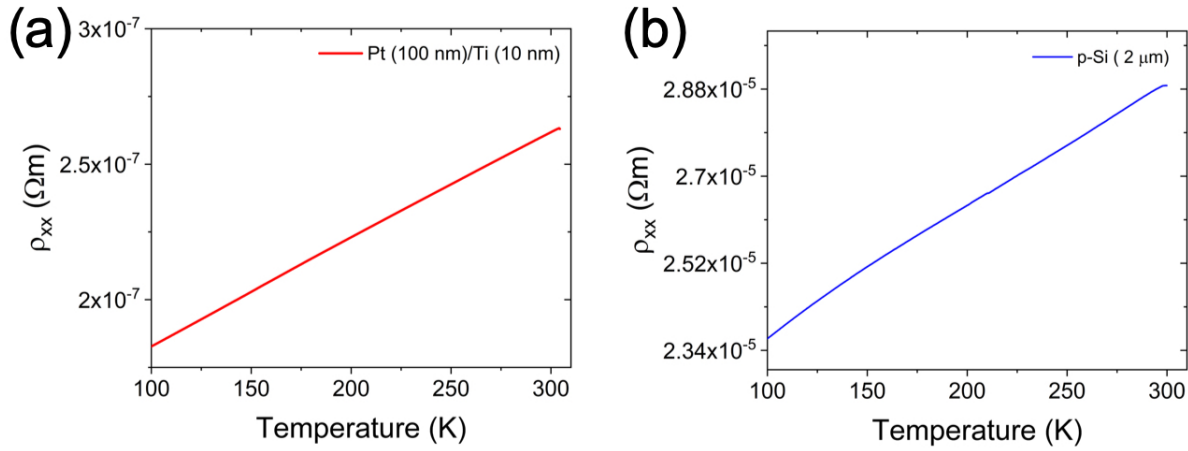 (a)
3x10⁻⁷
2.5x10⁻⁷
2x10⁻⁷
ρxx (Ωm)
Pt (100 nm)/Ti (10 nm)
100 150 200 250 300
Temperature (K)
(b)
2.88x10⁻⁵
2.7x10⁻⁵
2.52x10⁻⁵
2.34x10⁻⁵
ρxx (Ωm)
p-Si ( 2 μm)
100 150 200 250 300
Temperature (K)